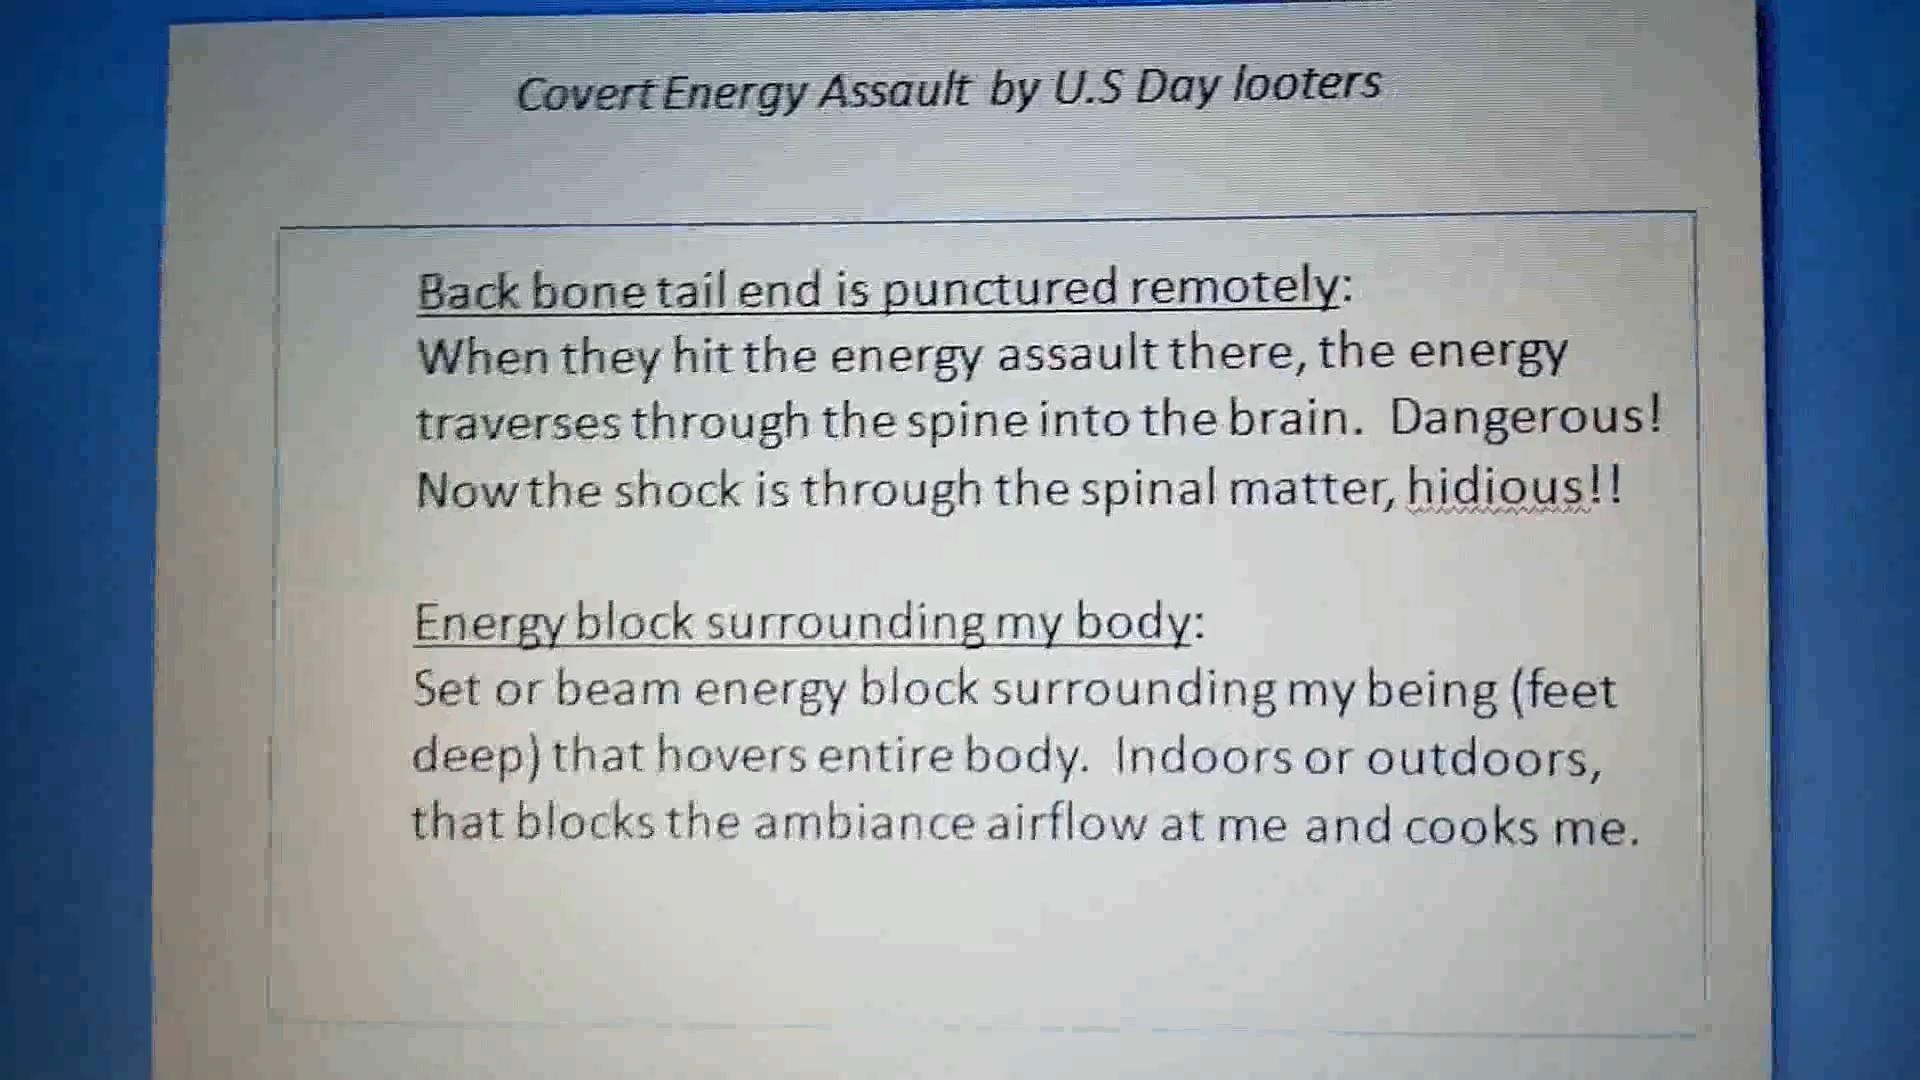 Covert Energy Assault by U.S Day looters
Back bone tail end is punctured remotely:
When they hit the energy assault there, the energy
traverses through the spine into the brain. Dangerous!
Now the shock is through the spinal matter, hidious!!
Energy block surrounding my body:
Set or beam energy block surrounding my being (feet
deep) that hovers entire body. Indoors or outdoors,
that blocks the ambiance airflow at me and cooks me.